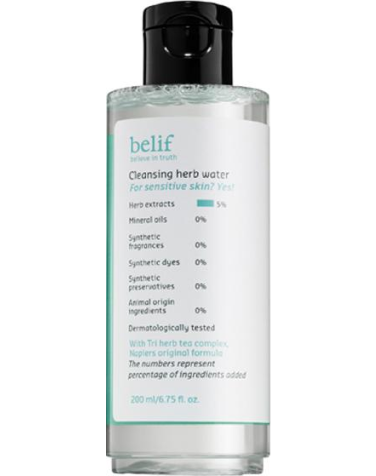 belif
believe in truth
Cleansing herb water
For sensitive skin? Yes!
Herb extracts 5%
Mineral oils 0%
Synthetic
fragrances 0%
Synthetic dyes 0%
Synthetic
preservatives 0%
Animal origin
ingredients 0%
Dermatologically tested
With Tri herb tea complex,
Napiers original formula
The numbers represent
percentage of ingredients added
200 ml/6.75 fl. oz.